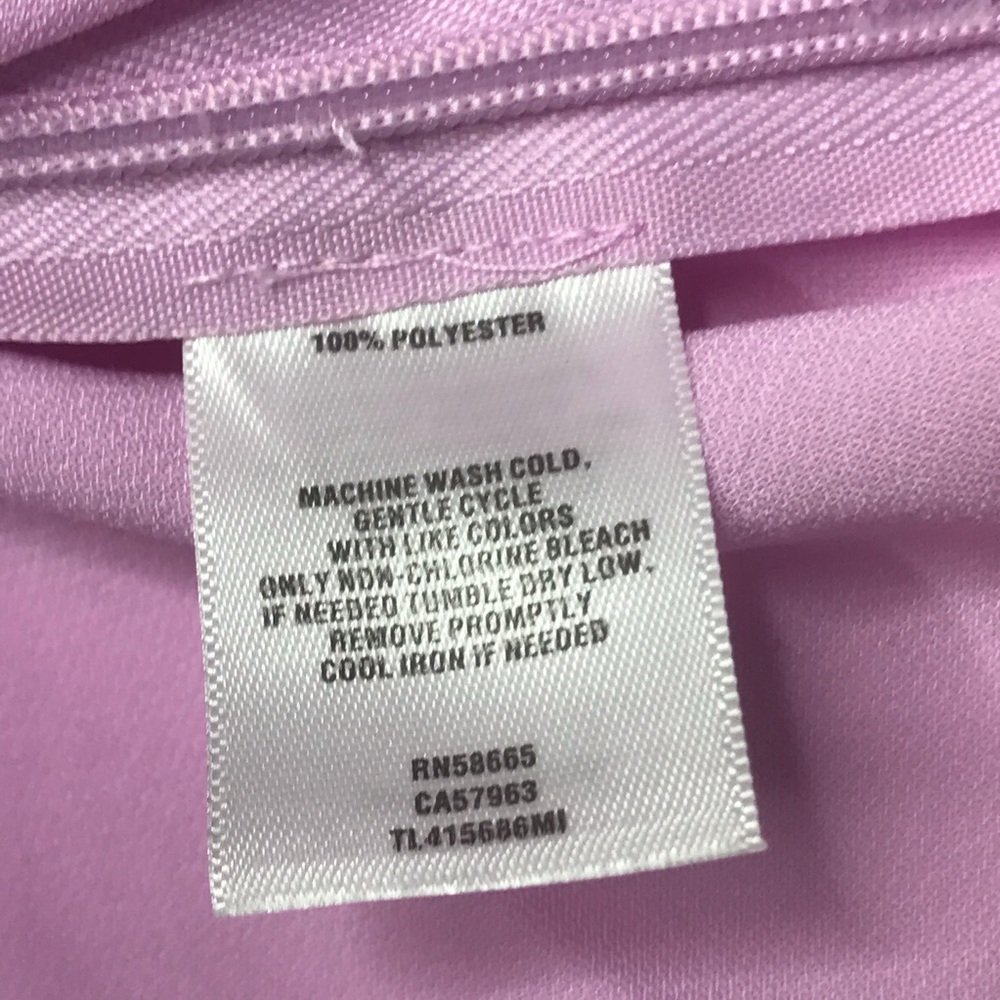 100% POLYESTER
MACHINE WASH COLD,
GENTLE CYCLE
WITH LIKE COLORS
ONLY NON-CHLORINE BLEACH
IF NEEDED TUMBLE DRY LOW.
REMOVE PROMPTLY
COOL IRON IF NEEDED
RN58665
CA57963
TL415686MI